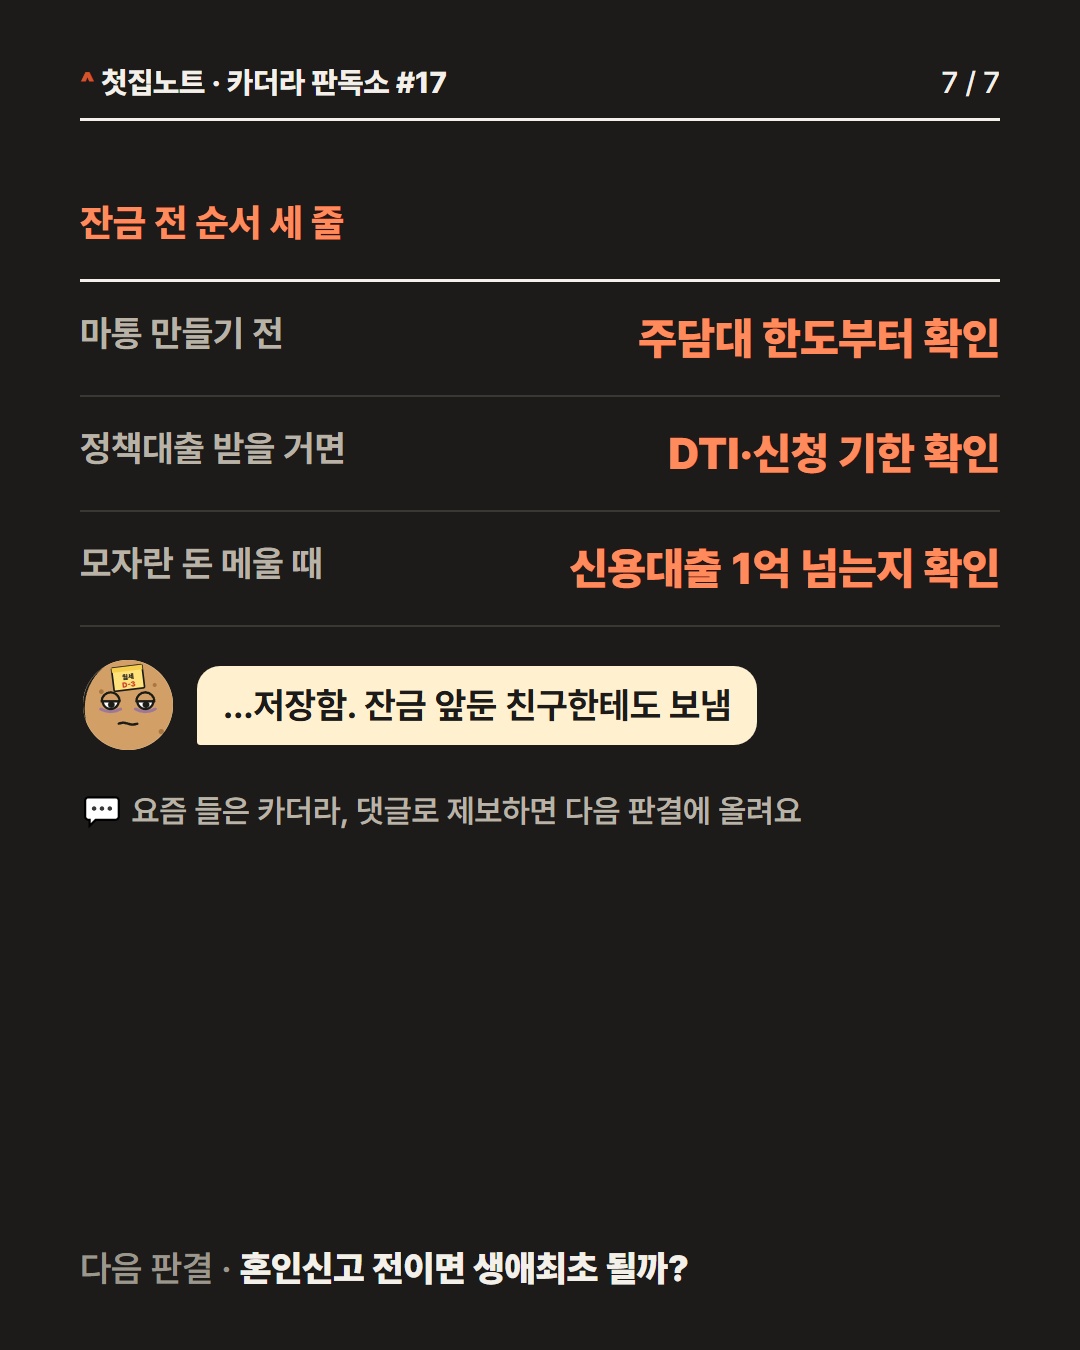 ^ 첫집노트 · 카더라 판독소 #17
7 / 7
잔금 전 순서 세 줄
마통 만들기 전
주담대 한도부터 확인
정책대출 받을 거면
DTI·신청 기한 확인
모자란 돈 메울 때
신용대출 1억 넘는지 확인
월세
D-3
...저장함. 잔금 앞둔 친구한테도 보냄
💬 요즘 들은 카더라, 댓글로 제보하면 다음 판결에 올려요
다음 판결 · 혼인신고 전이면 생애최초 될까?